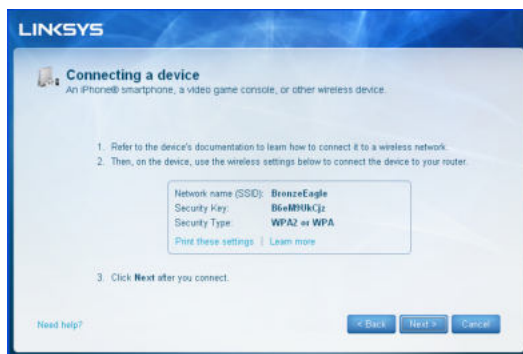 LINKSYS
Connecting a device
An iPhone® smartphone, a video game console, or other wireless device.
1. Refer to the device's documentation to learn how to connect it to a wireless network.
2. Then, on the device, use the wireless settings below to connect the device to your router.
Network name (SSID): BronzeEagle
Security Key: B6eM9UkCjz
Security Type: WPA2 or WPA
Print these settings | Learn more
3. Click Next after you connect.
Need help? < Back Next > Cancel